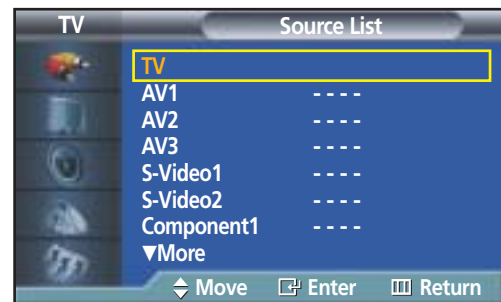 TV Source List
TV
AV1 - - - -
AV2 - - - -
AV3 - - - -
S-Video1 - - - -
S-Video2 - - - -
Component1 - - - -
▼More
Move Enter Return